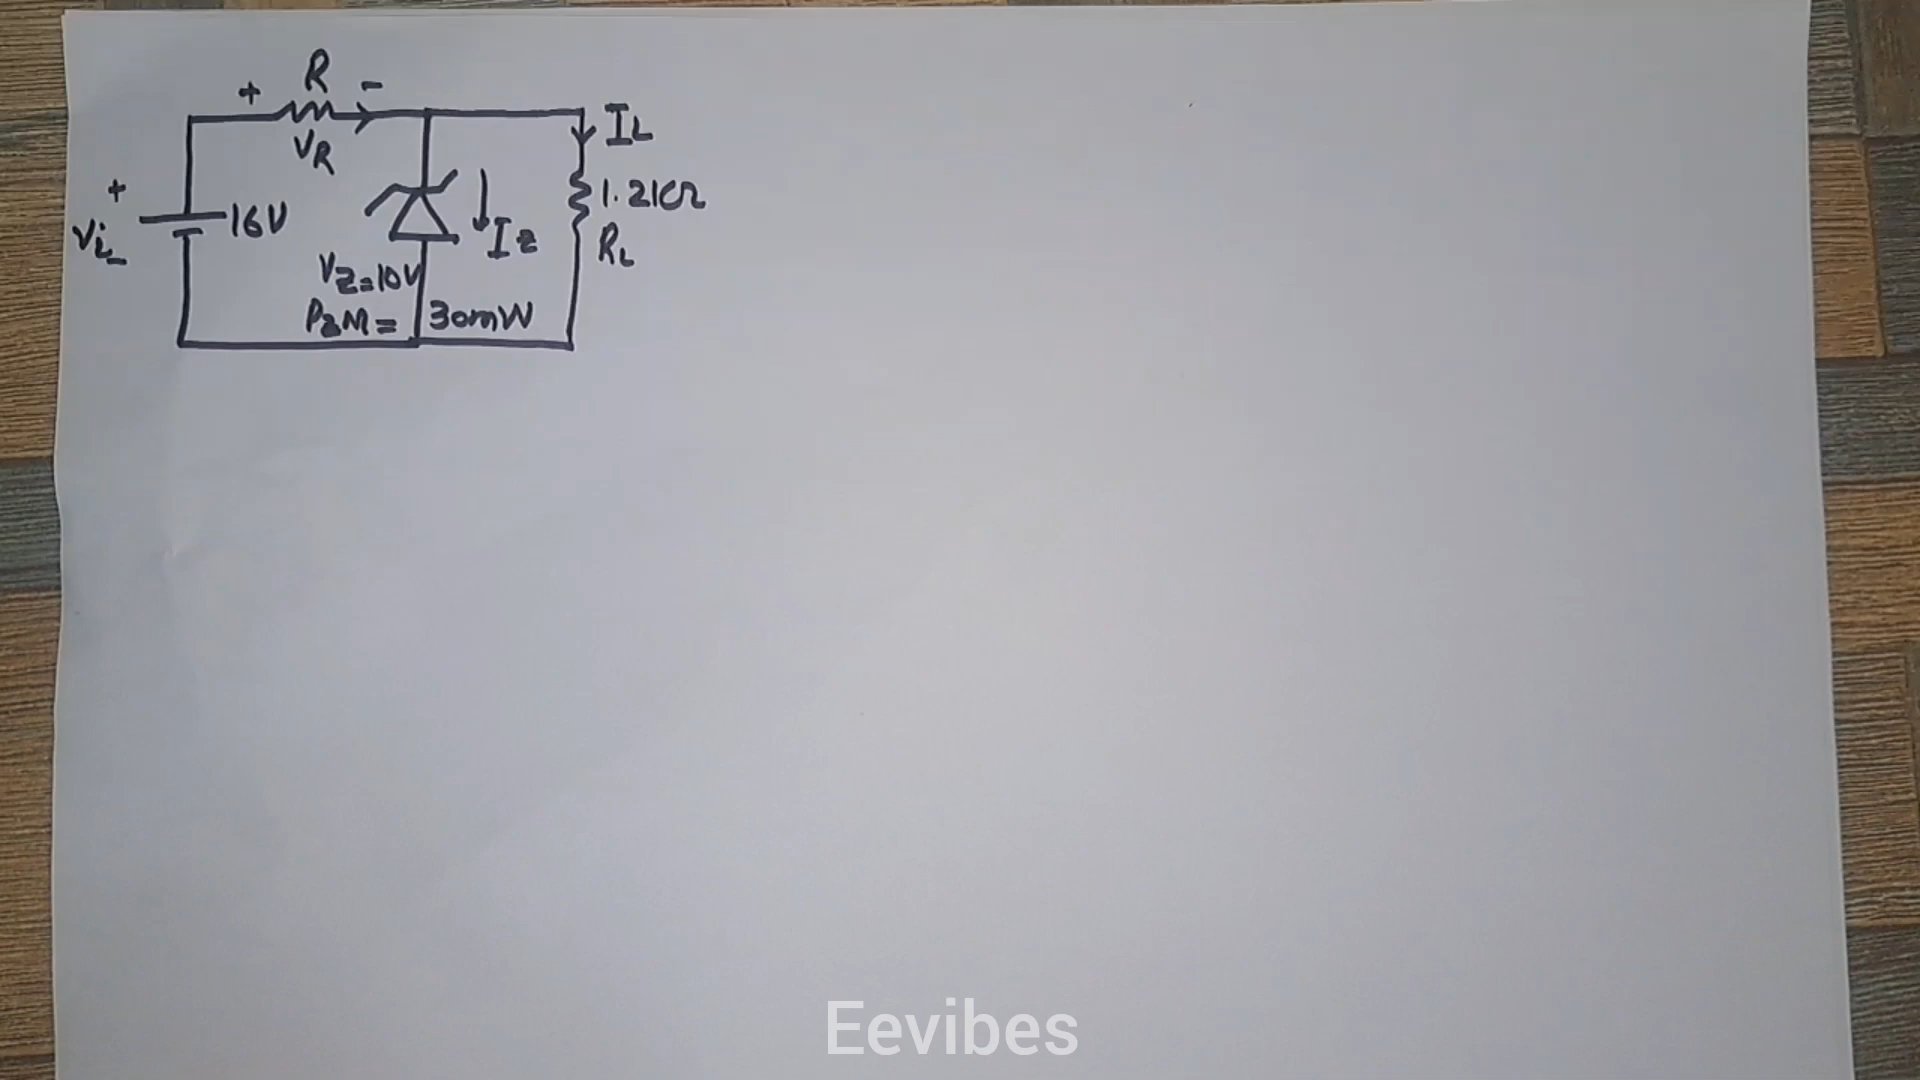 + R -
VR
IL
+
Vi
-
16V
1.2KΩ
IZ
RL
VZ=10V
PZM= 30mW
Eevibes